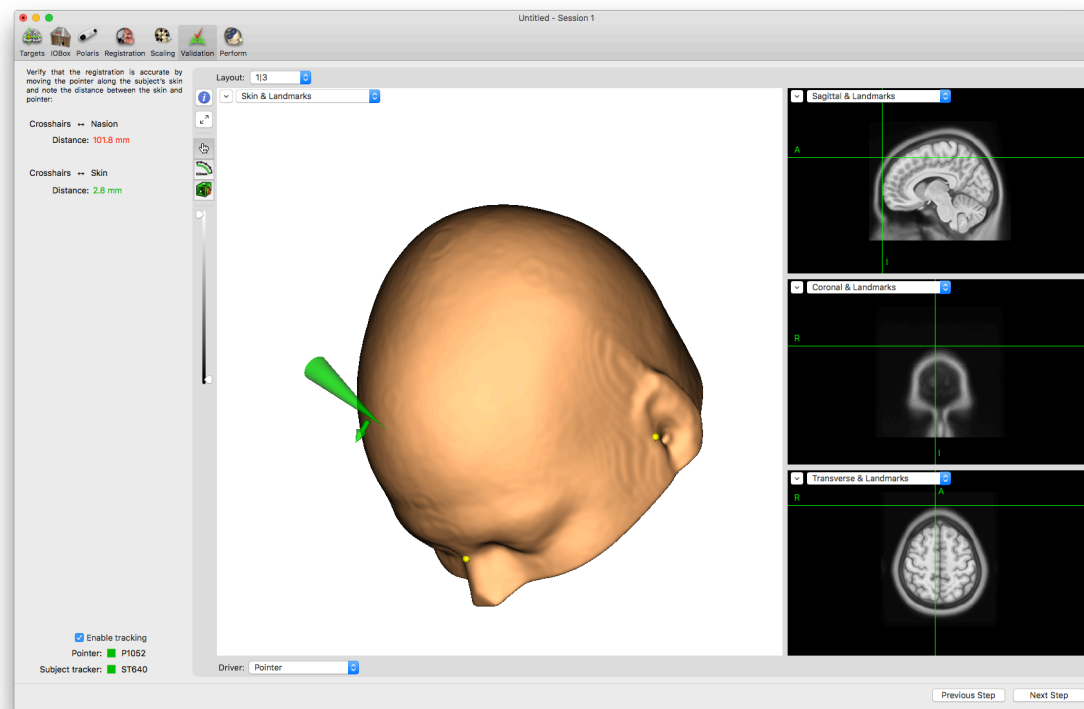 Untitled - Session 1
Targets IOBox Polaris Registration Scaling Validation Perform
Verify that the registration is accurate by
moving the pointer along the subject's skin
and note the distance between the skin and
pointer:
Crosshairs ↔ Nasion
Distance: 101.8 mm
Crosshairs ↔ Skin
Distance: 2.8 mm
Enable tracking
Pointer: P1052
Subject tracker: ST640
Layout: 1|3
Skin & Landmarks
Driver: Pointer
Sagittal & Landmarks
A
I
Coronal & Landmarks
R
I
Transverse & Landmarks
A
R
Previous Step Next Step